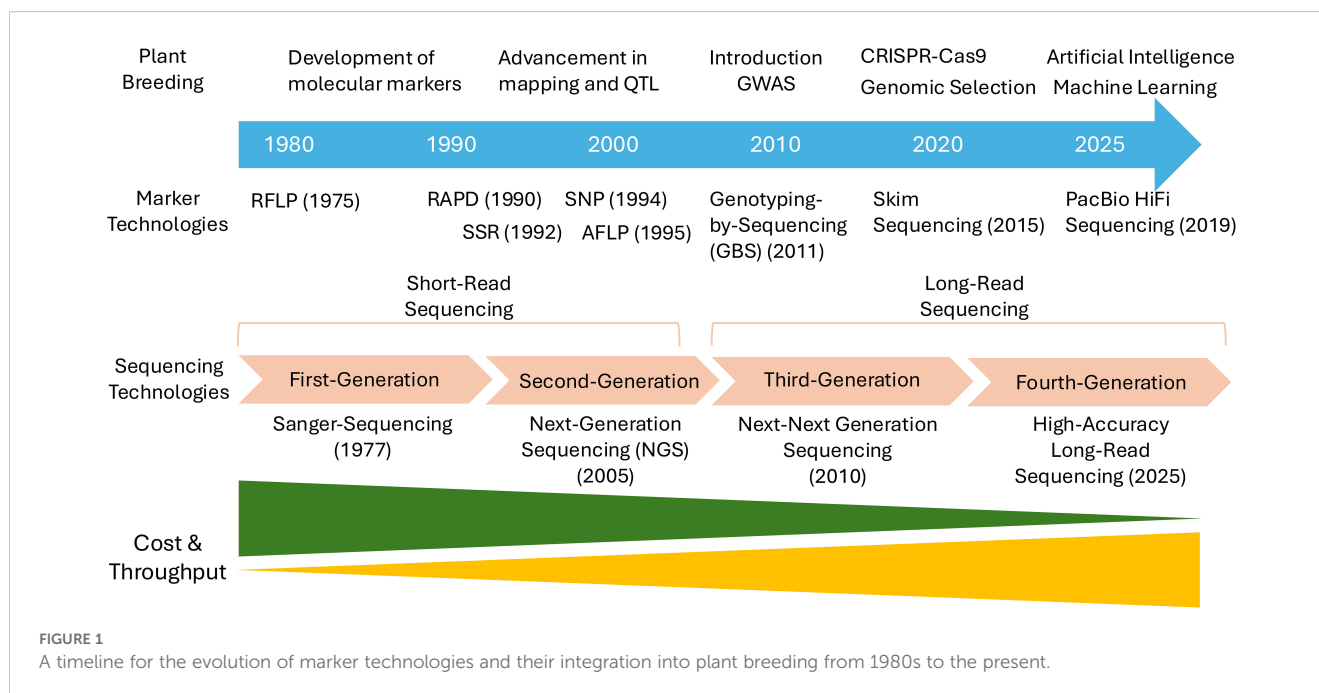 Plant
Breeding
Development of
molecular markers
Advancement in
mapping and QTL
Introduction
GWAS
CRISPR-Cas9
Genomic Selection
Artificial Intelligence
Machine Learning
1980 1990 2000 2010 2020 2025
Marker
Technologies
RFLP (1975)
RAPD (1990)
SSR (1992)
SNP (1994)
AFLP (1995)
Genotyping-
by-Sequencing
(GBS) (2011)
Skim
Sequencing (2015)
PacBio HiFi
Sequencing (2019)
Short-Read
Sequencing
Long-Read
Sequencing
Sequencing
Technologies
First-Generation
Second-Generation
Third-Generation
Fourth-Generation
Sanger-Sequencing
(1977)
Next-Generation
Sequencing (NGS)
(2005)
Next-Next Generation
Sequencing
(2010)
High-Accuracy
Long-Read
Sequencing (2025)
Cost &
Throughput
FIGURE 1
A timeline for the evolution of marker technologies and their integration into plant breeding from 1980s to the present.